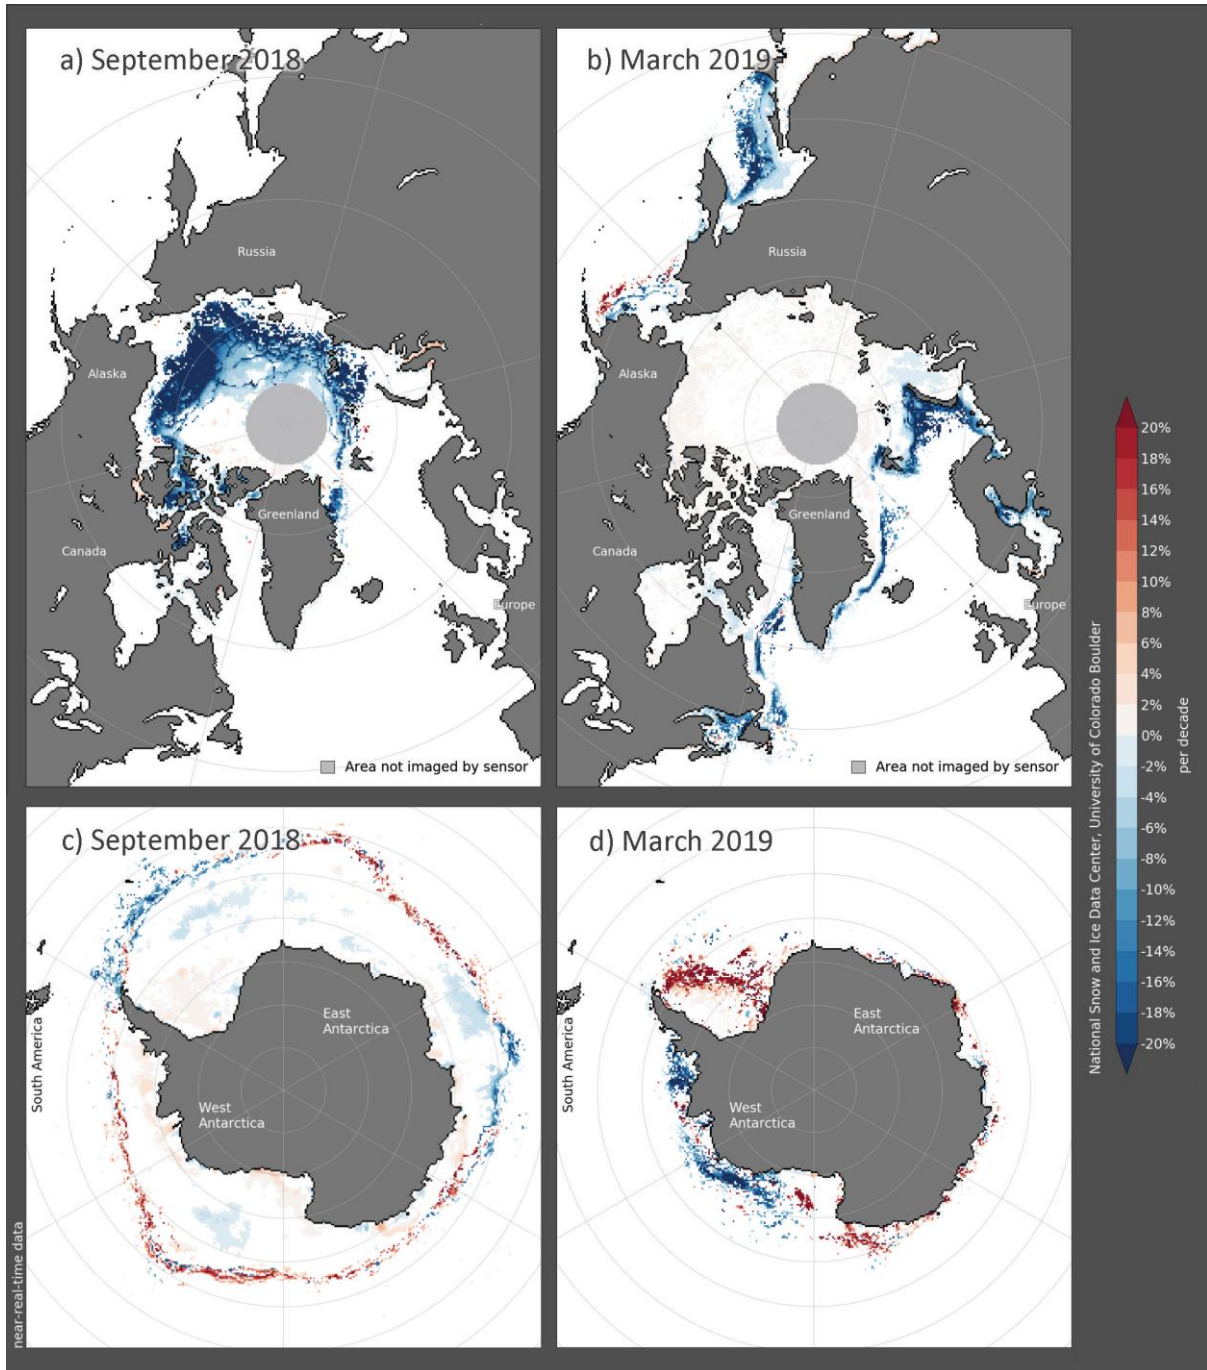 a) September 2018
Russia
Alaska
Greenland
Canada
Europe
Area not imaged by sensor
b) March 2019
Russia
Alaska
Greenland
Canada
Europe
Area not imaged by sensor
c) September 2018
East
Antarctica
West
Antarctica
South America
near-real-time data
d) March 2019
East
Antarctica
West
Antarctica
South America
20%
18%
16%
14%
12%
10%
8%
6%
4%
2%
0%
-2%
-4%
-6%
-8%
-10%
-12%
-14%
-16%
-18%
-20%
per decade
National Snow and Ice Data Center, University of Colorado Boulder